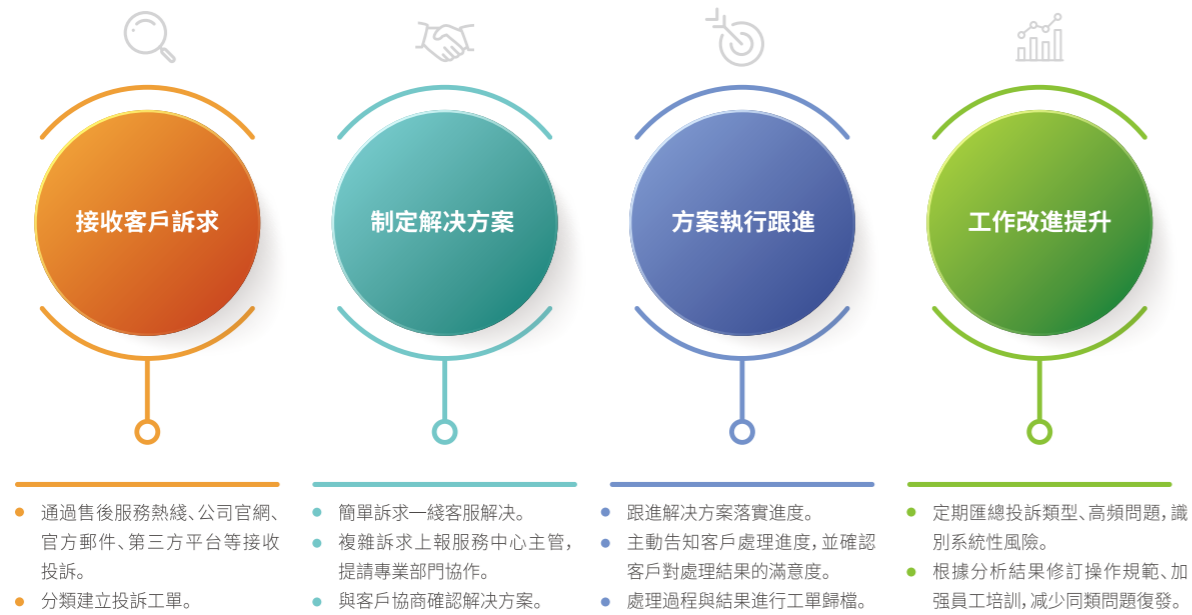 接收客戶訴求
制定解决方案
方案執行跟進
工作改進提升
通過售後服務熱綫、公司官網、
官方郵件、第三方平台等接收
投訴。
分類建立投訴工單。
簡單訴求一綫客服解决。
複雜訴求上報服務中心主管，
提請專業部門協作。
與客戶協商確認解决方案。
跟進解决方案落實進度。
主動告知客戶處理進度，並確認
客戶對處理結果的滿意度。
處理過程與結果進行工單歸檔。
定期匯總投訴類型、高頻問題，識
別系統性風險。
根據分析結果修訂操作規範、加
强員工培訓，减少同類問題復發。